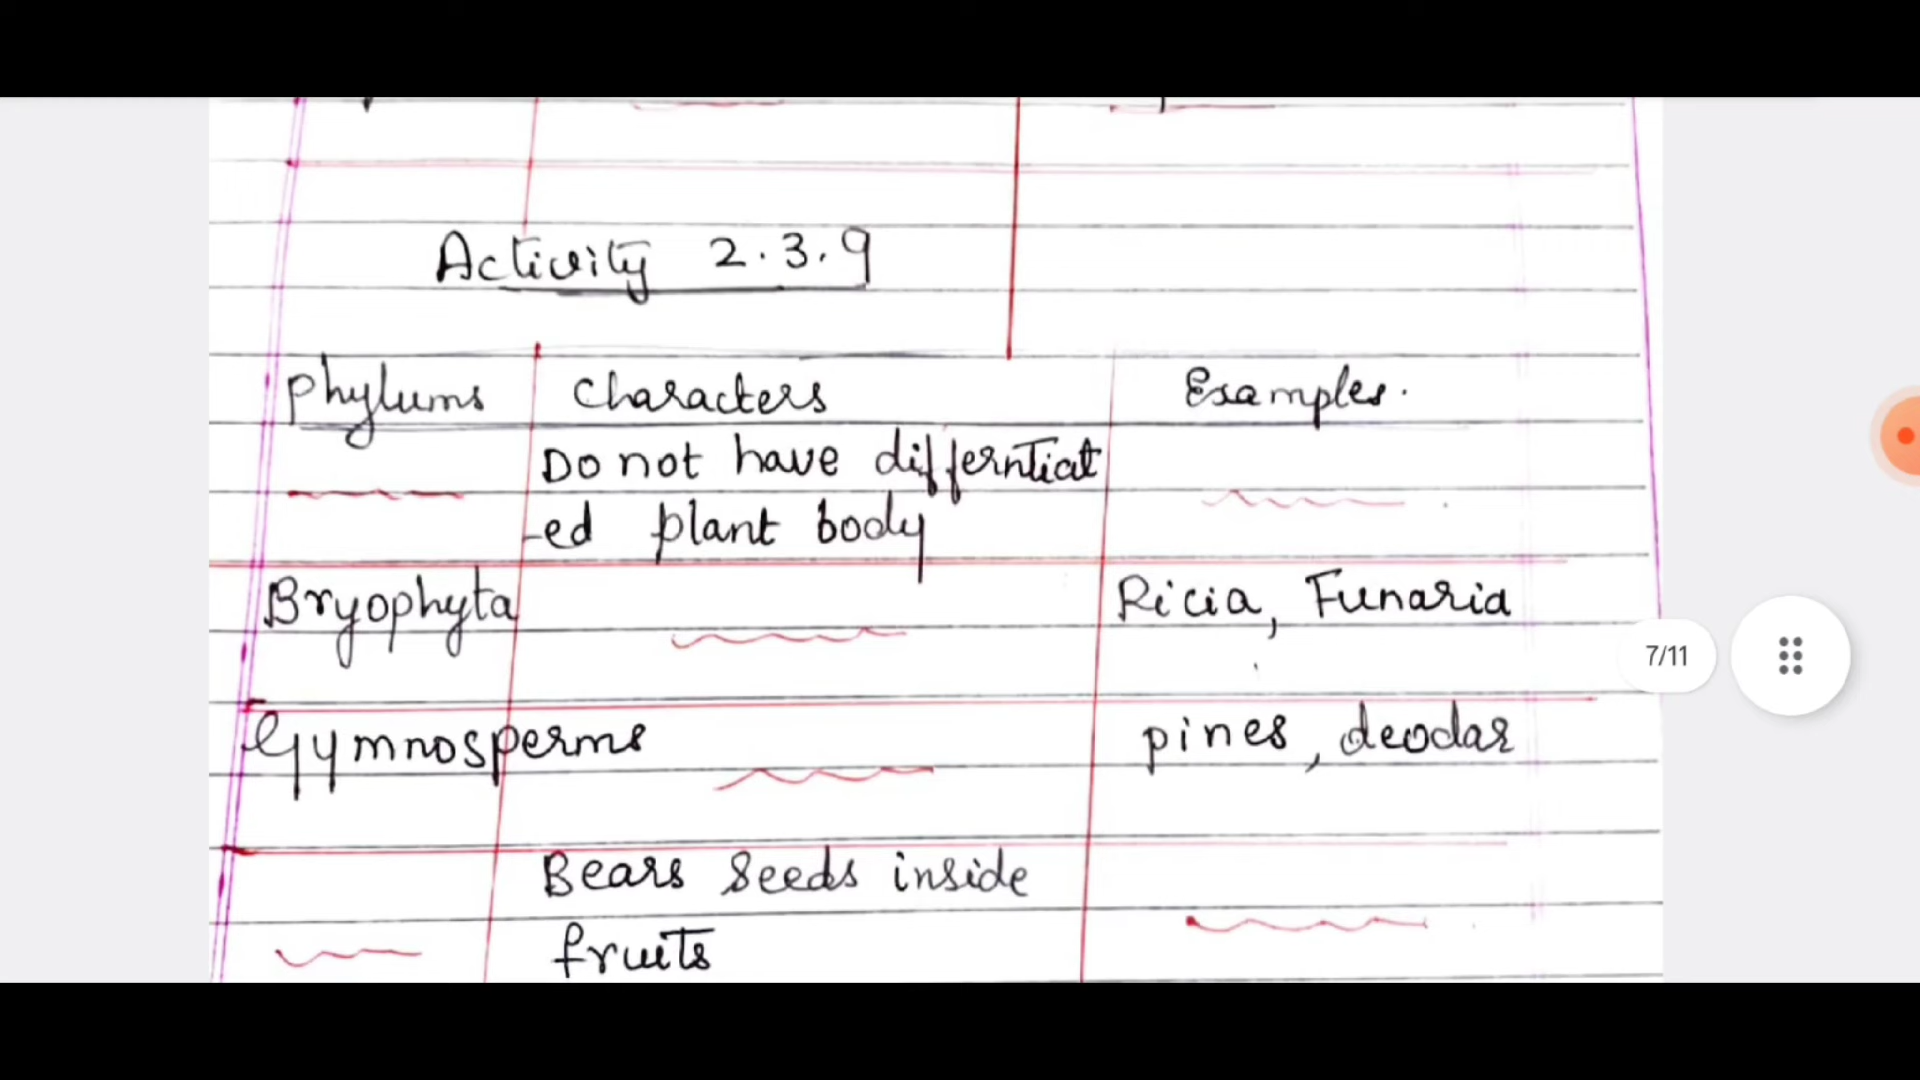 Activity 2.3.9
Phylums Characters Examples.
Do not have differntiat
-ed plant body
Bryophyta Ricia, Funaria
Gymnosperms pines, deodar
Bears seeds inside
fruits
7/11